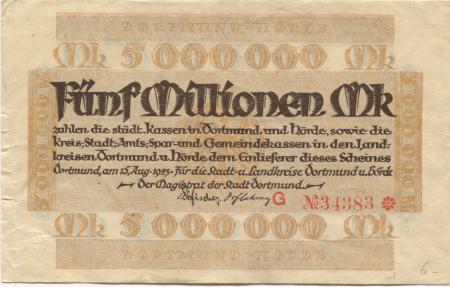 DORTMUND-HÖRDE
Mk 5 000 000 Mk
Fünf Millionen Mk
zahlen die städt. Kassen in Dortmund und Hörde, sowie die
Kreis-Stadt-Amts-Spar- und Gemeindekassen in den Land-
kreisen Dortmund u. Hörde dem Einlieferer dieses Scheines
Dortmund, am 15. Aug. 1923 für die Stadt- u. Landkreise Dortmund u. Hörde
Der Magistrat der Stadt Dortmund
G №34383
Mk 5 000 000 Mk
DORTMUND-HÖRDE
6-